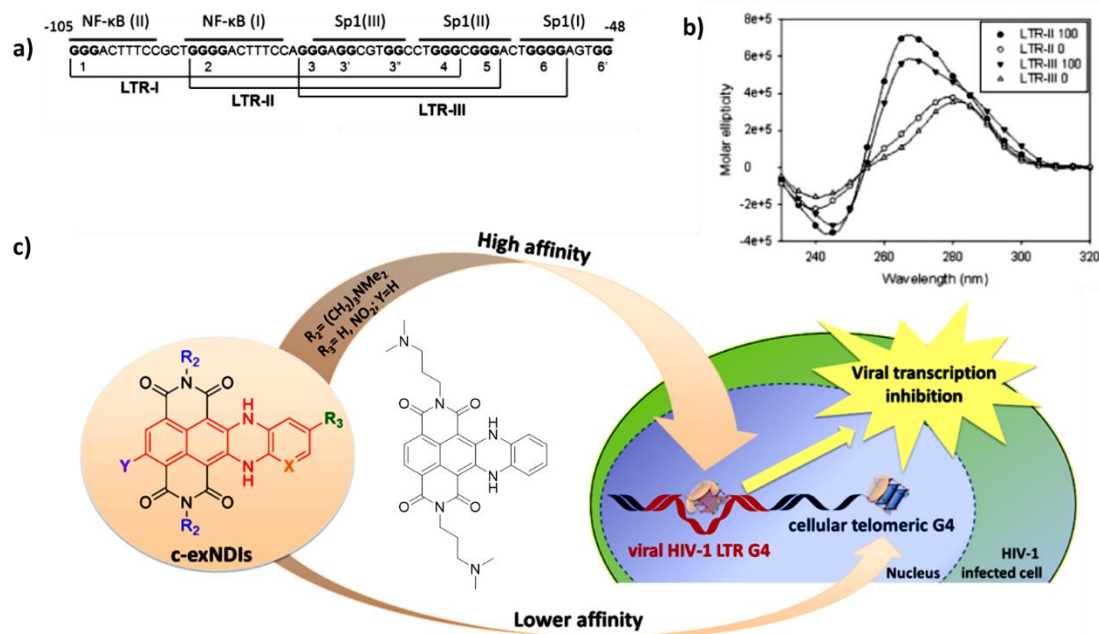 a)
-105 NF-κB (II) NF-κB (I) Sp1(III) Sp1(II) Sp1(I) -48
GGGACTTTCCGCTGGGGACTTTCCAGGGAGGCGTGGCCTGGGCGGGACTGGGGAGTGG
1 2 3 3' 3" 4 5 6 6'
LTR-I LTR-II LTR-III
b)
Molar ellipticity
8e+5
6e+5
4e+5
2e+5
0
-2e+5
-4e+5
240 260 280 300 320
Wavelength (nm)
LTR-II 100
LTR-II 0
LTR-III 100
LTR-III 0
c)
High affinity
R2= (CH2)3NMe2
R3= H, NO2; Y=H
R2
N
O O
H
N
R3
Y
N
H
X
O O
N
R2
c-exNDIs
N
O N O
HN
N
H
O N O
N
Viral transcription
inhibition
viral HIV-1 LTR G4
cellular telomeric G4
Nucleus
HIV-1
infected cell
Lower affinity